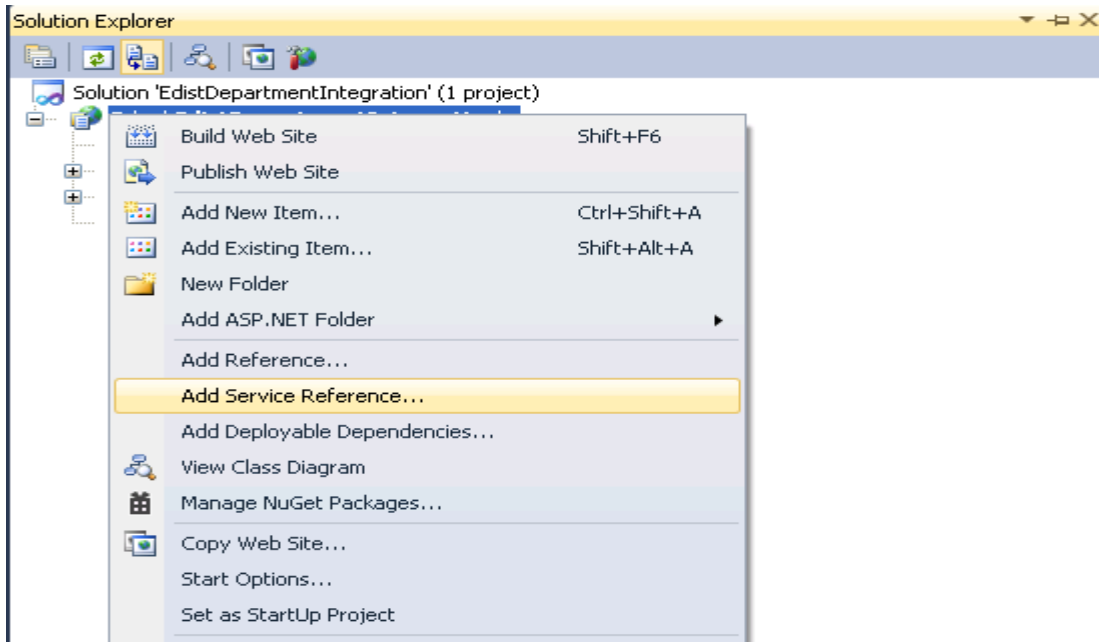 Solution Explorer
Solution 'EdistDepartmentIntegration' (1 project)
Build Web Site Shift+F6
Publish Web Site
Add New Item... Ctrl+Shift+A
Add Existing Item... Shift+Alt+A
New Folder
Add ASP.NET Folder
Add Reference...
Add Service Reference...
Add Deployable Dependencies...
View Class Diagram
Manage NuGet Packages...
Copy Web Site...
Start Options...
Set as StartUp Project